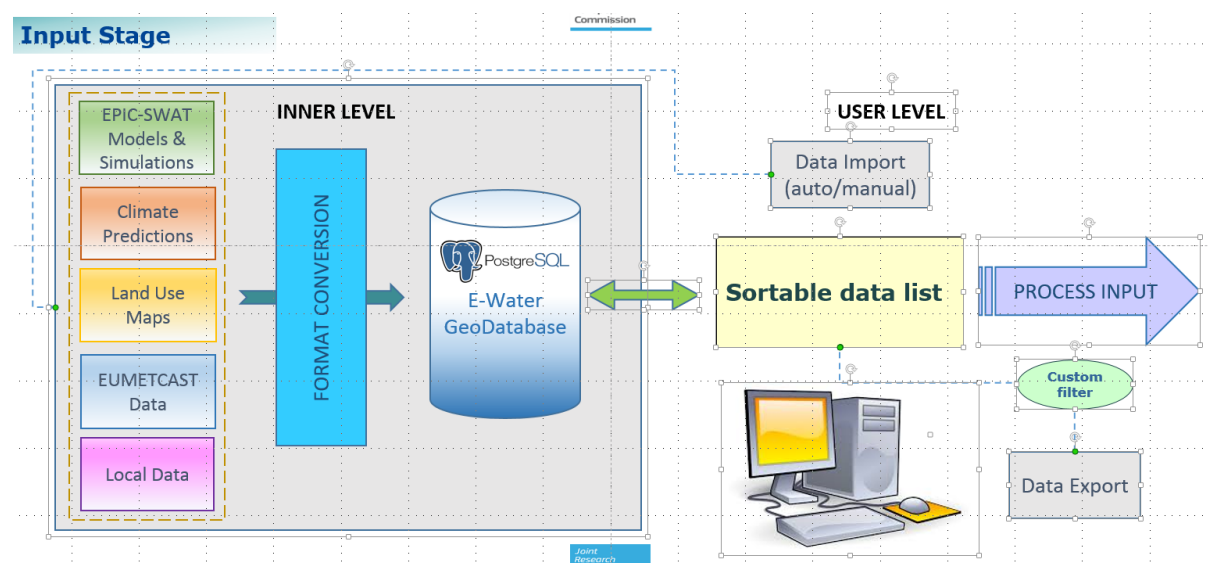 Commission
Input Stage
INNER LEVEL
USER LEVEL
EPIC-SWAT
Models &
Simulations
Climate
Predictions
Land Use
Maps
EUMETCAST
Data
Local Data
FORMAT CONVERSION
PostgreSQL
E-Water
GeoDatabase
Data Import
(auto/manual)
Sortable data list
PROCESS INPUT
Custom
filter
Data Export
Joint
Research